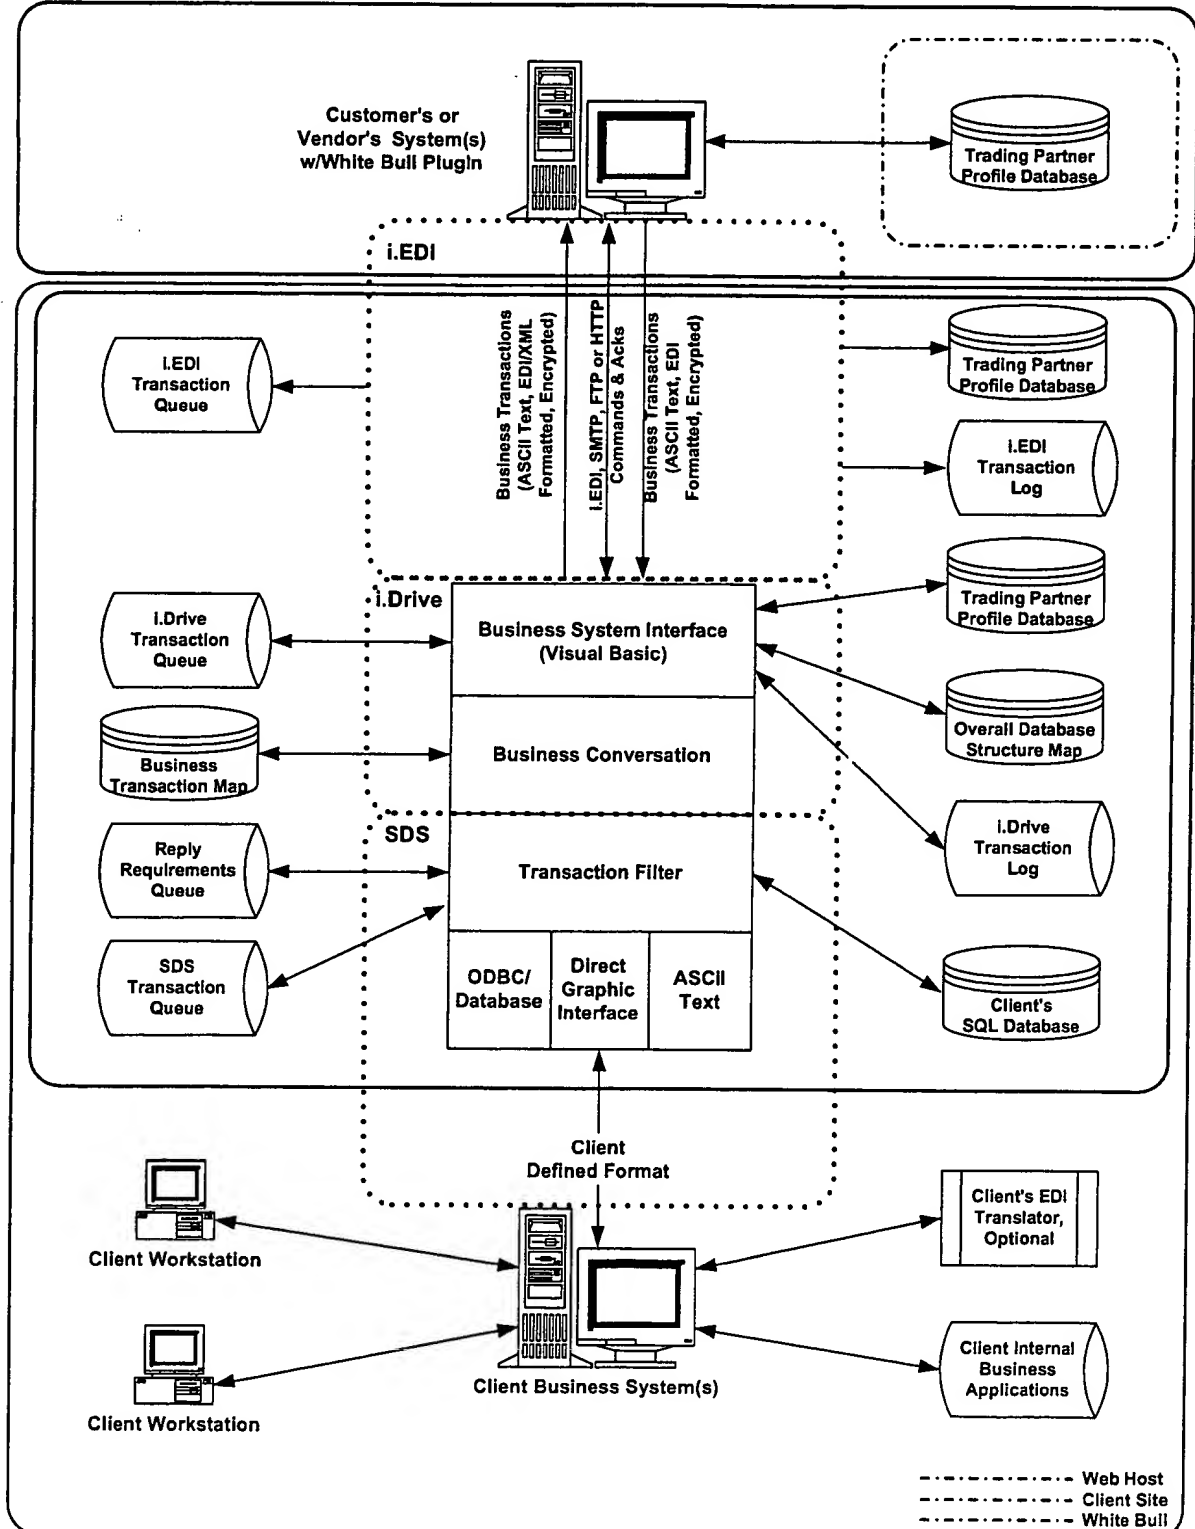 Customer's or
Vendor's System(s)
w/White Bull Plugin
Trading Partner
Profile Database
i.EDI
Business Transactions
(ASCII Text, EDI/XML
Formatted, Encrypted)
i.EDI, SMTP, FTP or HTTP
Commands & Acks
Business Transactions
(ASCII Text, EDI
Formatted, Encrypted)
i.EDI
Transaction
Queue
Trading Partner
Profile Database
i.EDI
Transaction
Log
i.Drive
i.Drive
Transaction
Queue
Business System Interface
(Visual Basic)
Trading Partner
Profile Database
Business
Transaction Map
Business Conversation
Overall Database
Structure Map
SDS
Reply
Requirements
Queue
Transaction Filter
i.Drive
Transaction
Log
SDS
Transaction
Queue
ODBC/
Database
Direct
Graphic
Interface
ASCII
Text
Client's
SQL Database
Client
Defined Format
Client Workstation
Client's EDI
Translator,
Optional
Client Workstation
Client Business System(s)
Client Internal
Business
Applications
Web Host
Client Site
White Bull